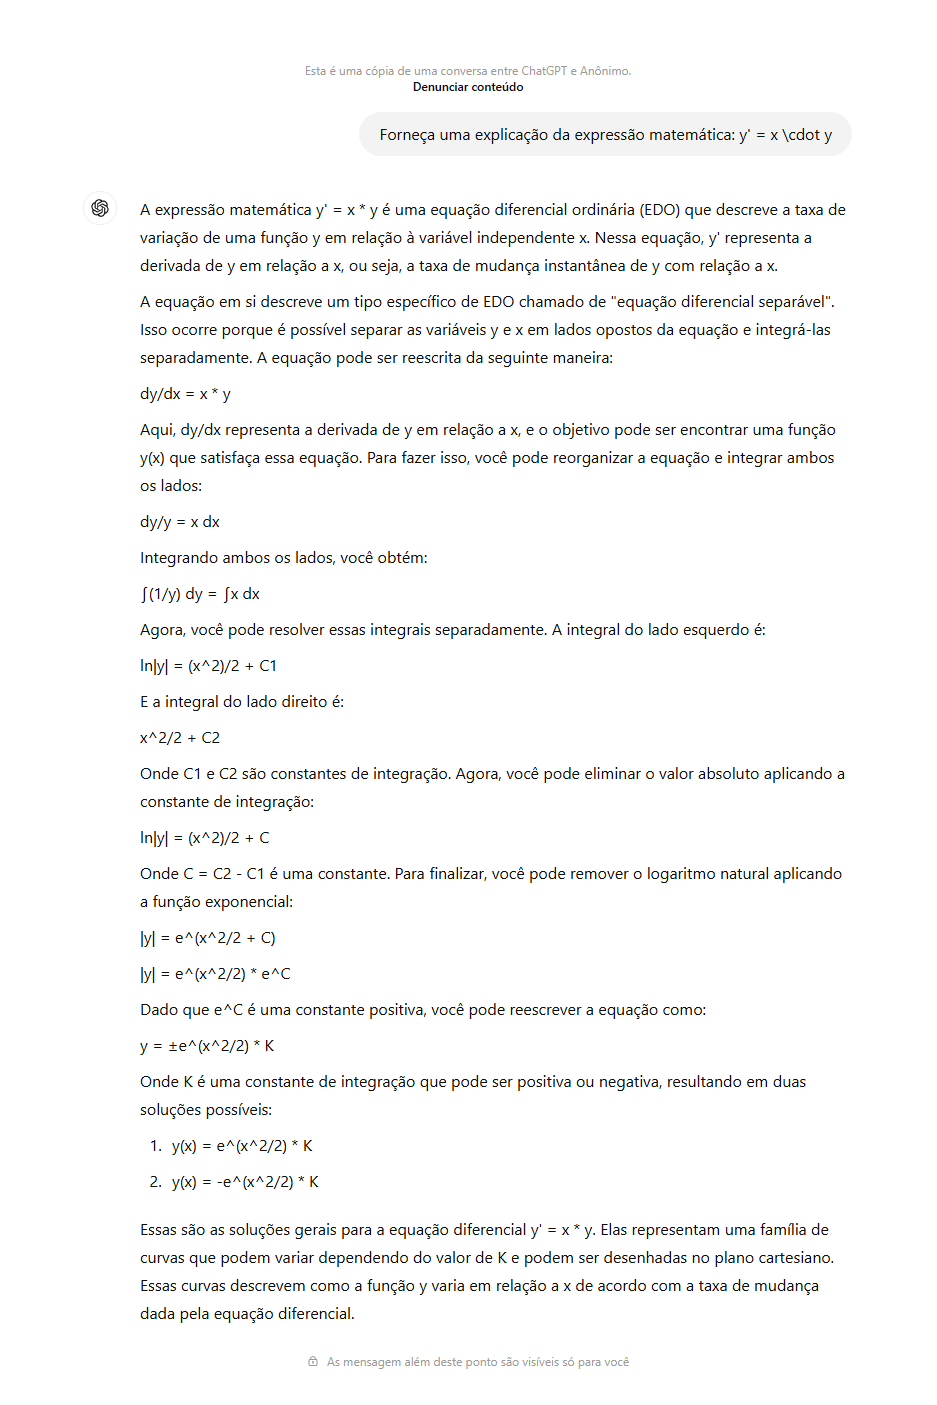 Esta é uma cópia de uma conversa entre ChatGPT e Anônimo.
Denunciar conteúdo
Forneça uma explicação da expressão matemática: y' = x \cdot y
A expressão matemática y' = x * y é uma equação diferencial ordinária (EDO) que descreve a taxa de
variação de uma função y em relação à variável independente x. Nessa equação, y' representa a
derivada de y em relação a x, ou seja, a taxa de mudança instantânea de y com relação a x.
A equação em si descreve um tipo específico de EDO chamado de "equação diferencial separável".
Isso ocorre porque é possível separar as variáveis y e x em lados opostos da equação e integrá-las
separadamente. A equação pode ser reescrita da seguinte maneira:
dy/dx = x * y
Aqui, dy/dx representa a derivada de y em relação a x, e o objetivo pode ser encontrar uma função
y(x) que satisfaça essa equação. Para fazer isso, você pode reorganizar a equação e integrar ambos
os lados:
dy/y = x dx
Integrando ambos os lados, você obtém:
∫(1/y) dy = ∫x dx
Agora, você pode resolver essas integrais separadamente. A integral do lado esquerdo é:
ln|y| = (x^2)/2 + C1
E a integral do lado direito é:
x^2/2 + C2
Onde C1 e C2 são constantes de integração. Agora, você pode eliminar o valor absoluto aplicando a
constante de integração:
ln|y| = (x^2)/2 + C
Onde C = C2 - C1 é uma constante. Para finalizar, você pode remover o logaritmo natural aplicando
a função exponencial:
|y| = e^(x^2/2 + C)
|y| = e^(x^2/2) * e^C
Dado que e^C é uma constante positiva, você pode reescrever a equação como:
y = ±e^(x^2/2) * K
Onde K é uma constante de integração que pode ser positiva ou negativa, resultando em duas
soluções possíveis:
1. y(x) = e^(x^2/2) * K
2. y(x) = -e^(x^2/2) * K
Essas são as soluções gerais para a equação diferencial y' = x * y. Elas representam uma família de
curvas que podem variar dependendo do valor de K e podem ser desenhadas no plano cartesiano.
Essas curvas descrevem como a função y varia em relação a x de acordo com a taxa de mudança
dada pela equação diferencial.
As mensagem além deste ponto são visíveis só para você